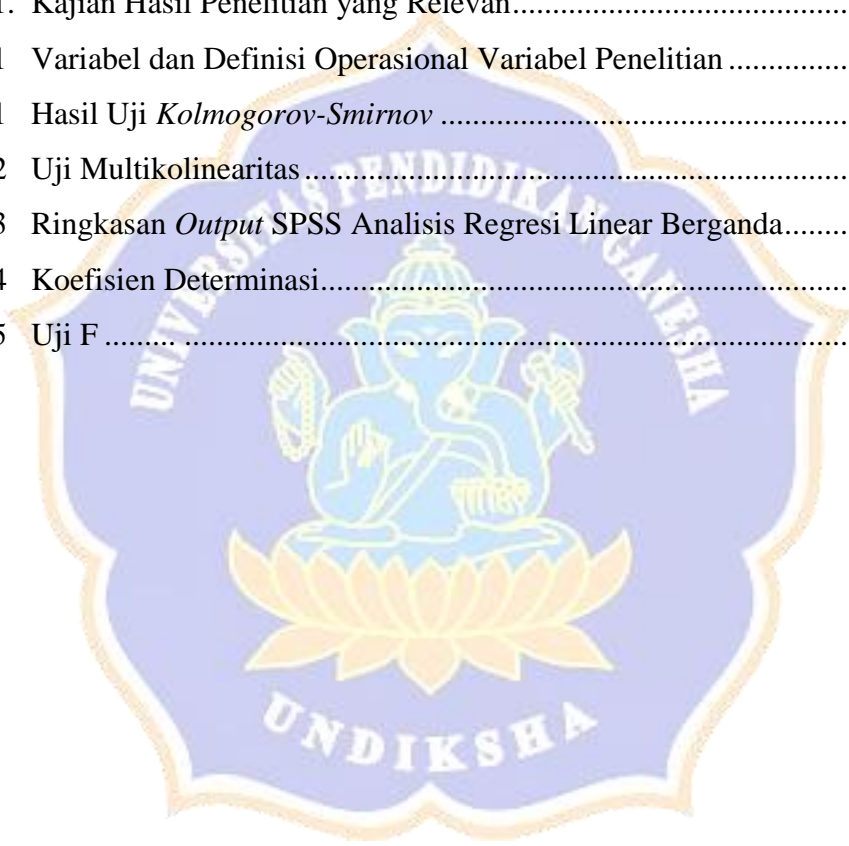 1. Kajian Hasil Penelitian yang Relevan............................................
1 Variabel dan Definisi Operasional Variabel Penelitian ...............
1 Hasil Uji Kolmogorov-Smirnov ...................................................
2 Uji Multikolinearitas....................................................................
3 Ringkasan Output SPSS Analisis Regresi Linear Berganda........
4 Koefisien Determinasi..................................................................
5 Uji F ......... ...................................................................................
UNIVERSITAS PENDIDIKAN GANESHA
UNDIKSHA